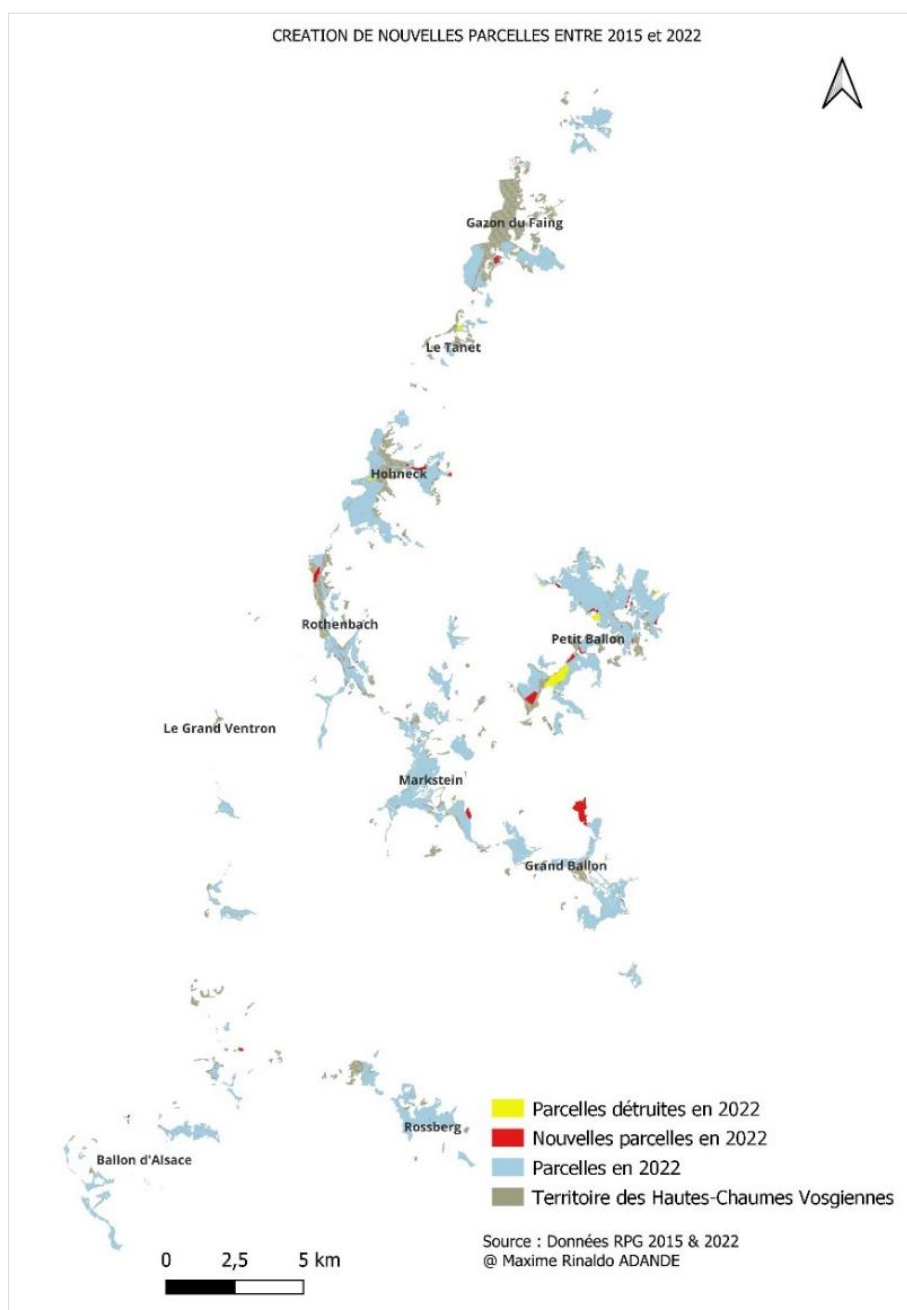 CREATION DE NOUVELLES PARCELLES ENTRE 2015 et 2022
Gazon du Faing
Le Tanet
Hohneck
Rothenbach
Petit Ballon
Le Grand Ventron
Markstein
Grand Ballon
Rossberg
Ballon d'Alsace
Parcelles détruites en 2022
Nouvelles parcelles en 2022
Parcelles en 2022
Territoire des Hautes-Chaumes Vosgiennes
Source : Données RPG 2015 & 2022
@ Maxime Rinaldo ADANDE
0 2,5 5 km